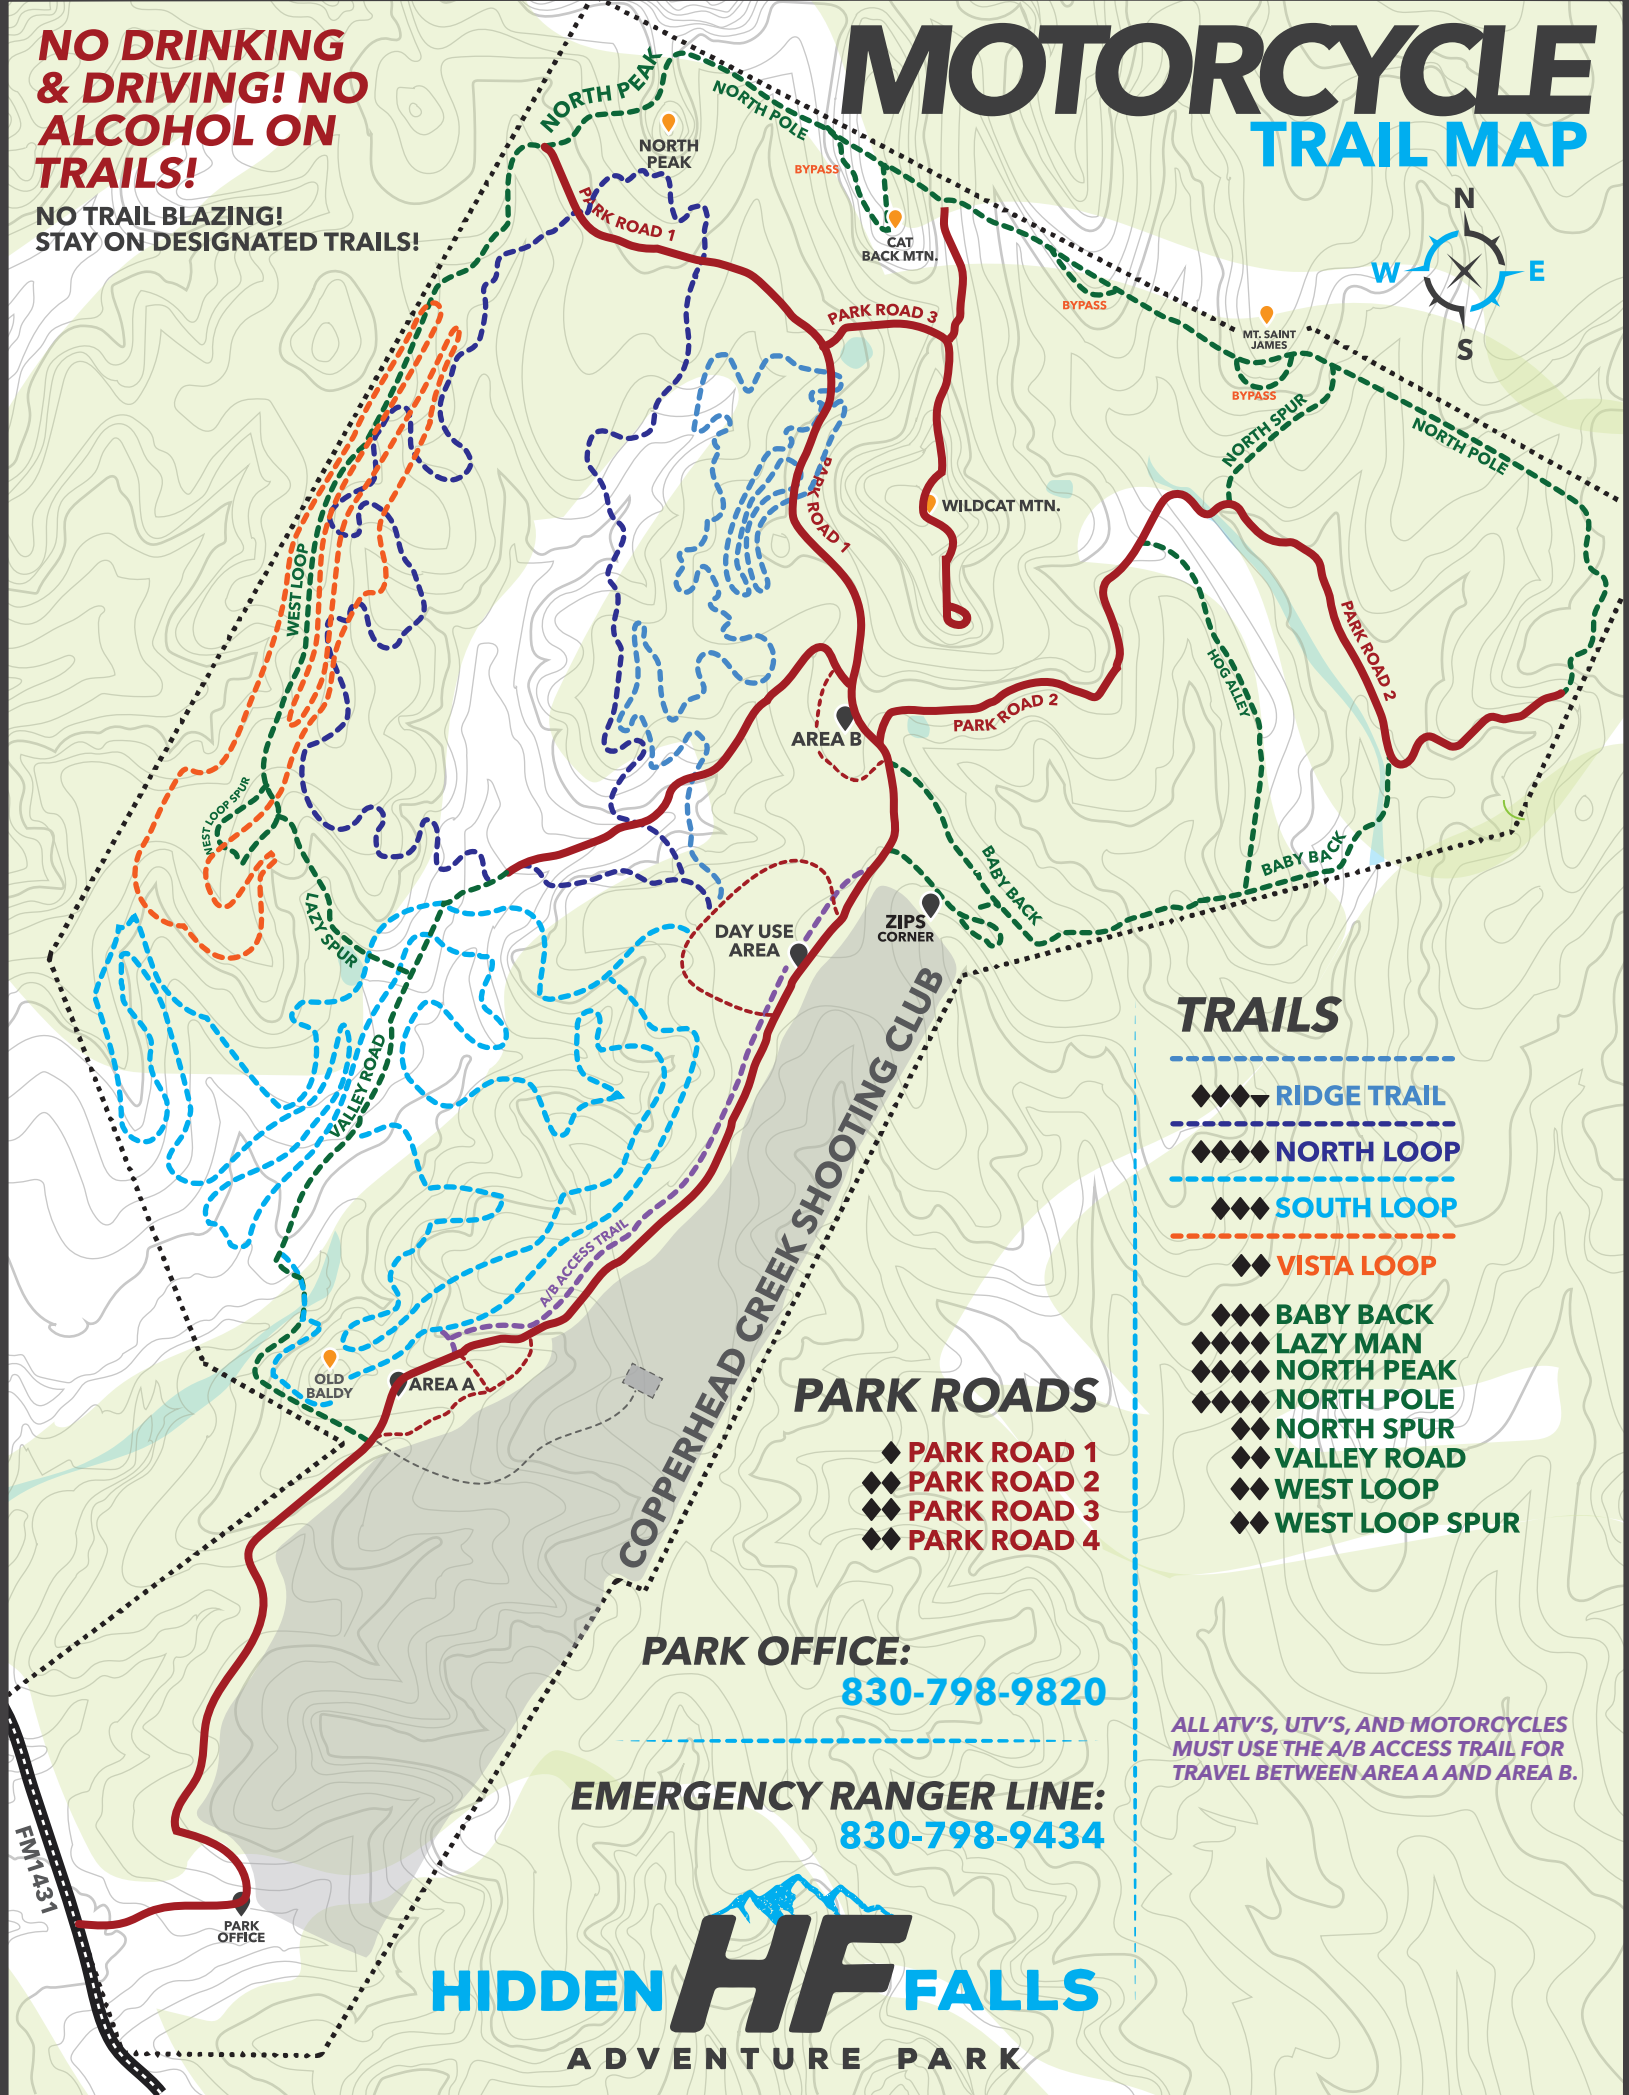 NO DRINKING
& DRIVING! NO
ALCOHOL ON
TRAILS!
NO TRAIL BLAZING!
STAY ON DESIGNATED TRAILS!
MOTORCYCLE
TRAIL MAP
N
W
E
S
NORTH PEAK
NORTH POLE
NORTH
PEAK
BYPASS
PARK ROAD 1
CAT
BACK MTN.
BYPASS
PARK ROAD 3
MT. SAINT
JAMES
BYPASS
NORTH SPUR
NORTH POLE
PARK ROAD 1
WILDCAT MTN.
WEST LOOP
PARK ROAD 2
HOG ALLEY
PARK ROAD 2
AREA B
WEST LOOP SPUR
BABY BACK
BABY BACK
LAZY SPUR
ZIPS
CORNER
DAY USE
AREA
VALLEY ROAD
COPPERHEAD CREEK SHOOTING CLUB
A/B ACCESS TRAIL
OLD
BALDY
AREA A
TRAILS
RIDGE TRAIL
NORTH LOOP
SOUTH LOOP
VISTA LOOP
BABY BACK
LAZY MAN
NORTH PEAK
NORTH POLE
NORTH SPUR
VALLEY ROAD
WEST LOOP
WEST LOOP SPUR
PARK ROADS
PARK ROAD 1
PARK ROAD 2
PARK ROAD 3
PARK ROAD 4
PARK OFFICE:
830-798-9820
EMERGENCY RANGER LINE:
830-798-9434
ALL ATV'S, UTV'S, AND MOTORCYCLES
MUST USE THE A/B ACCESS TRAIL FOR
TRAVEL BETWEEN AREA A AND AREA B.
FM1431
PARK
OFFICE
HIDDEN HF FALLS
ADVENTURE PARK